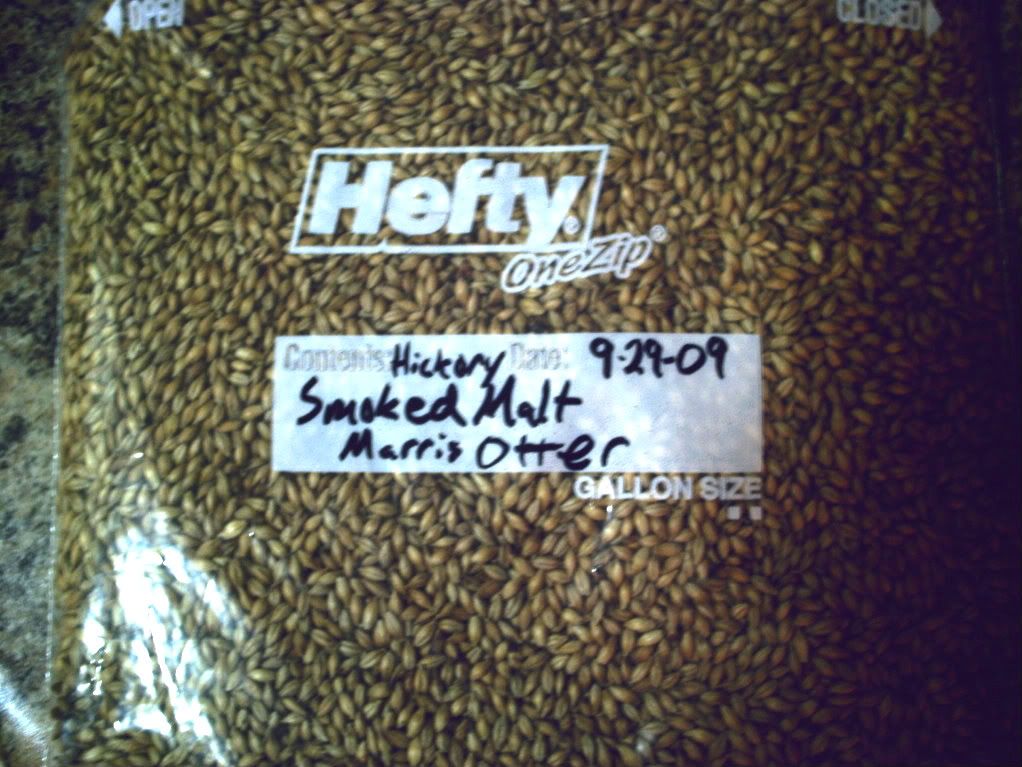 OPEN CLOSED
Hefty®
OneZip®
Contents: Hickory Date: 9-29-09
Smoked Malt
Marris Otter
GALLON SIZE